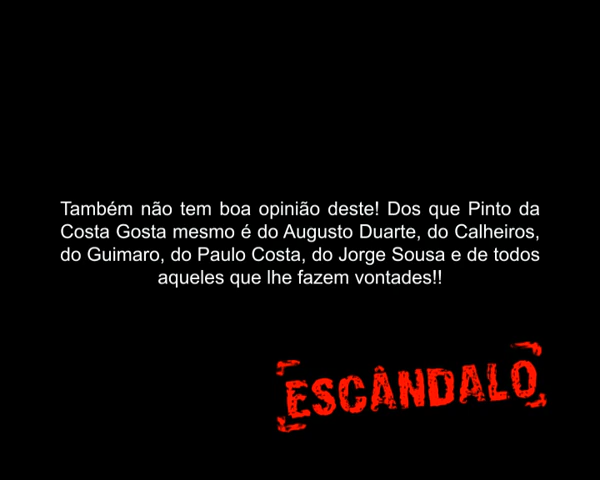 Também não tem boa opinião deste! Dos que Pinto da
Costa Gosta mesmo é do Augusto Duarte, do Calheiros,
do Guimaro, do Paulo Costa, do Jorge Sousa e de todos
aqueles que lhe fazem vontades!!
ESCÂNDALO